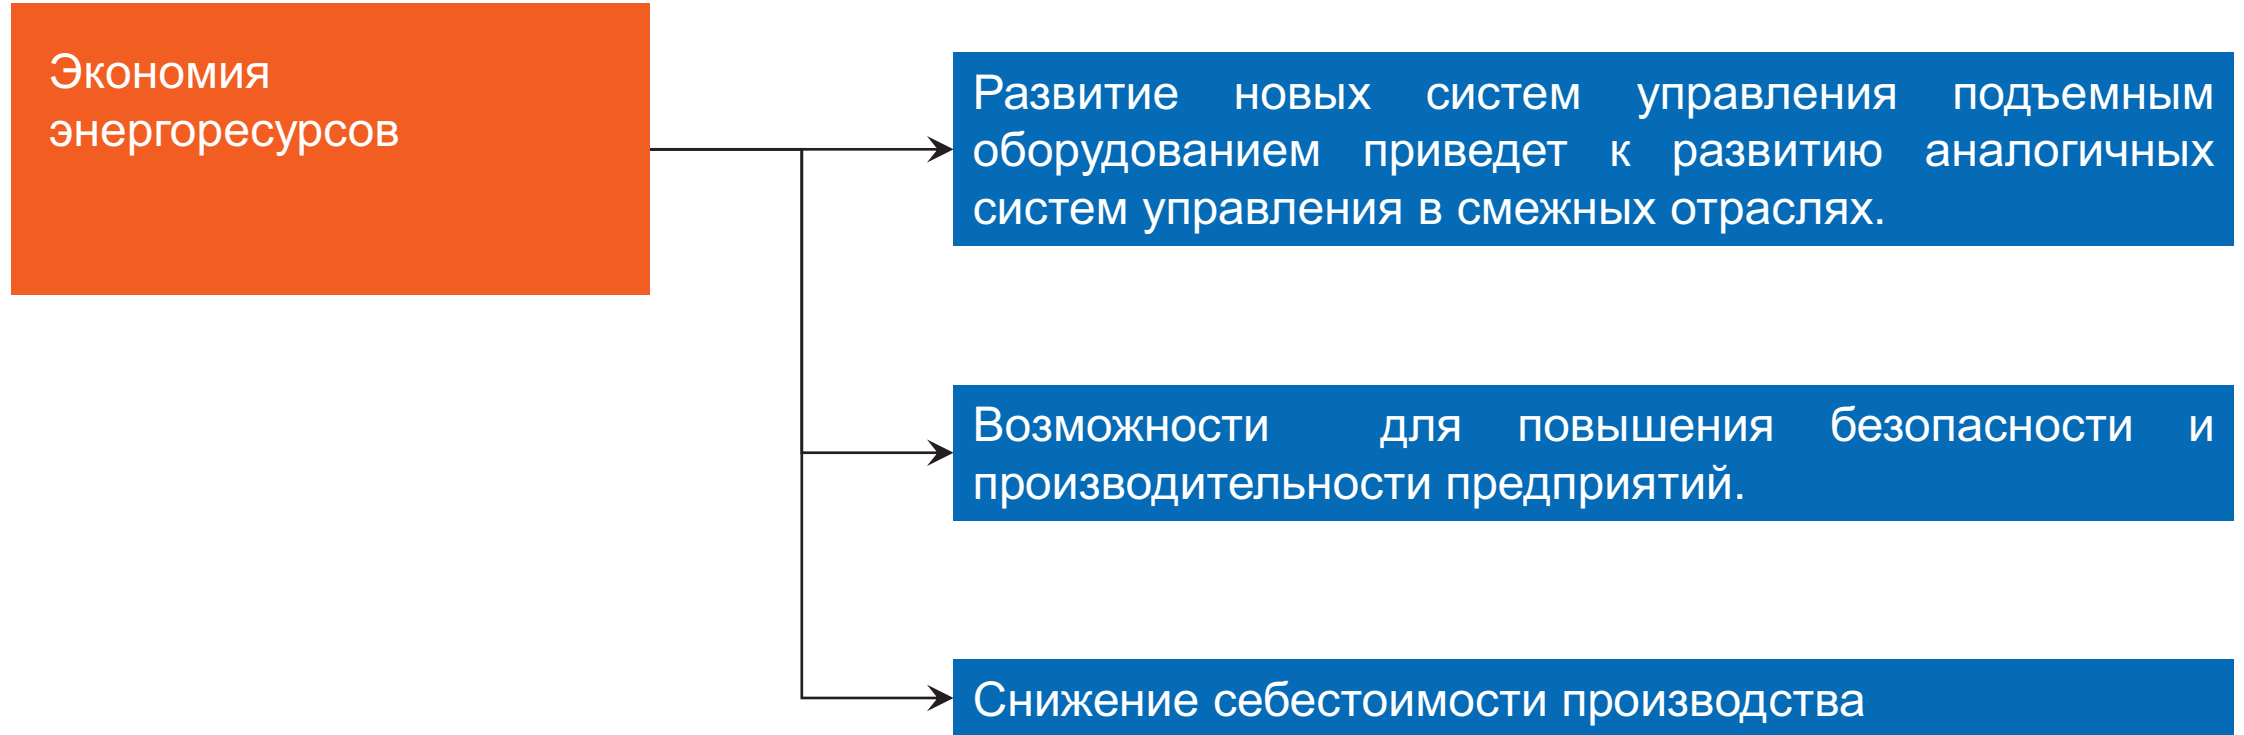 Экономия
энергоресурсов
Развитие новых систем управления подъемным
оборудованием приведет к развитию аналогичных
систем управления в смежных отраслях.
Возможности для повышения безопасности и
производительности предприятий.
Снижение себестоимости производства